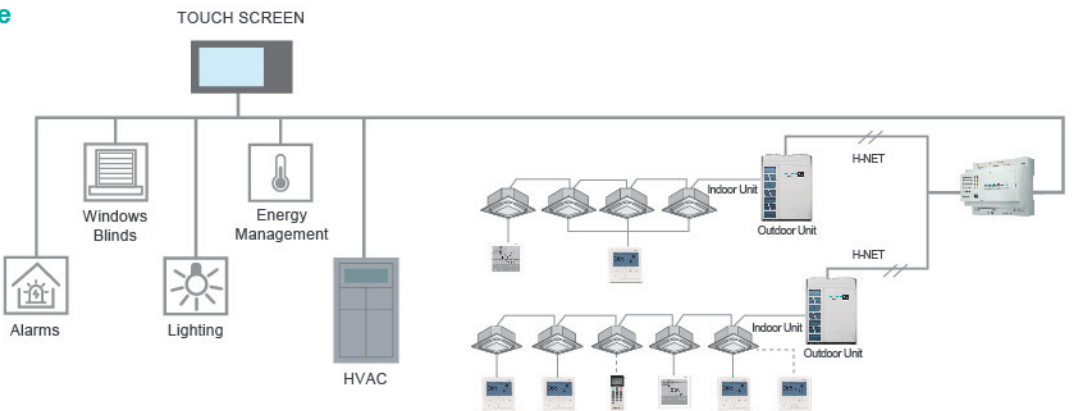 e
TOUCH SCREEN
H-NET
Indoor Unit
Outdoor Unit
Windows
Blinds
Energy
Management
H-NET
Alarms
Lighting
Indoor Unit
Outdoor Unit
HVAC